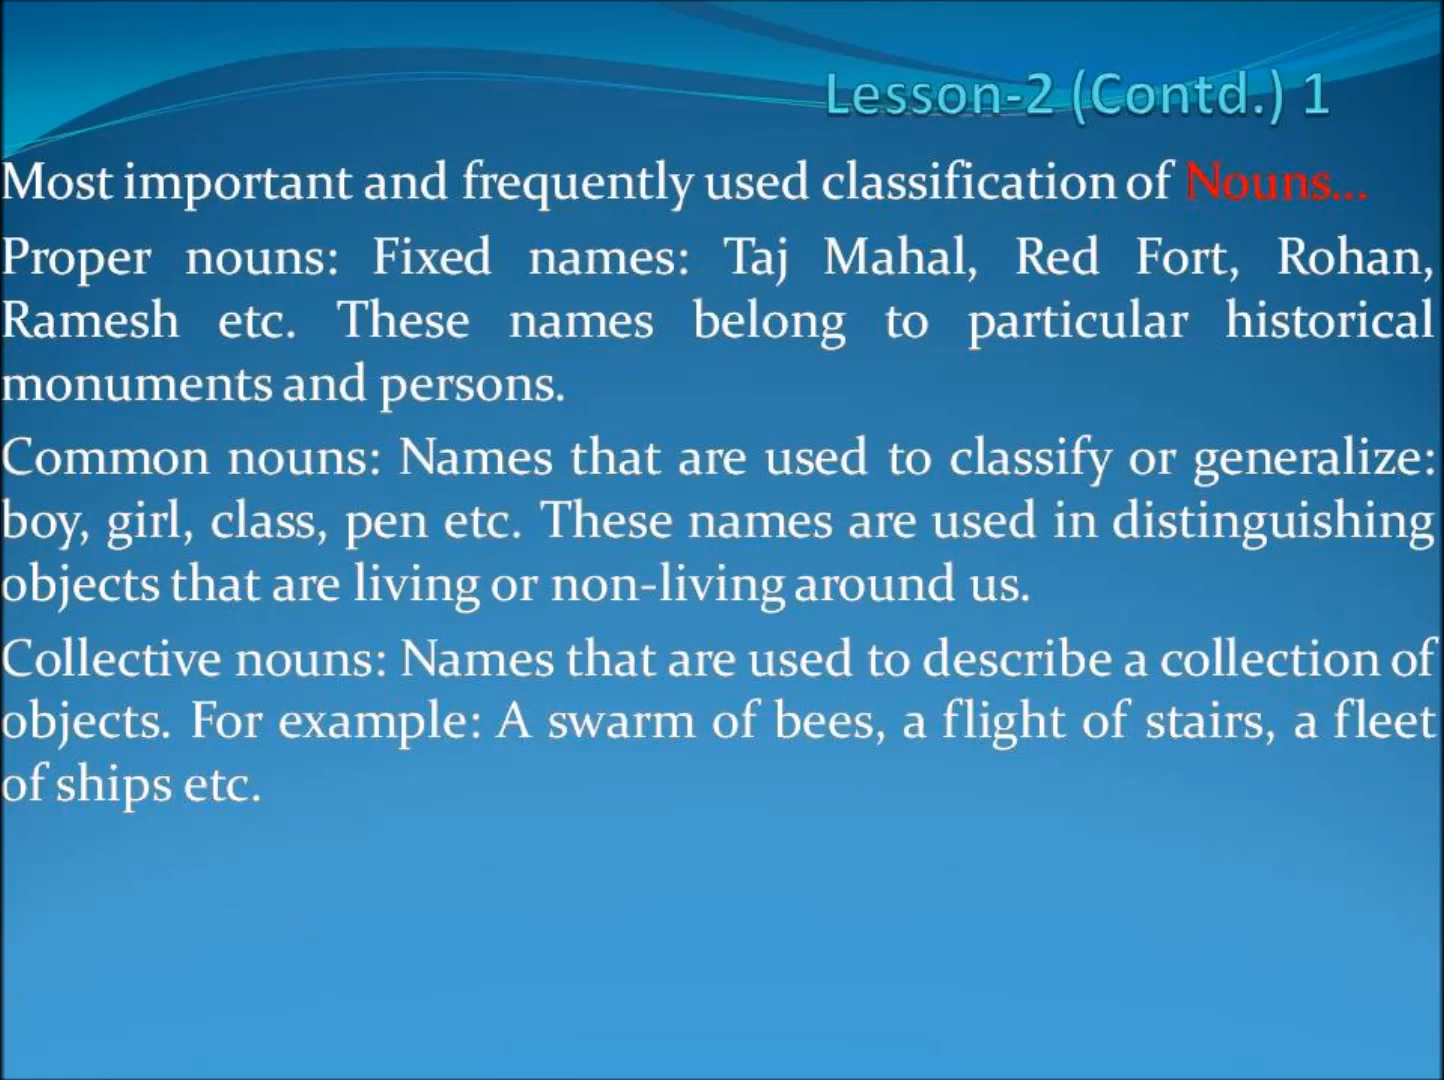 Lesson-2 (Contd.) 1
Most important and frequently used classification of Nouns...
Proper nouns: Fixed names: Taj Mahal, Red Fort, Rohan,
Ramesh etc. These names belong to particular historical
monuments and persons.
Common nouns: Names that are used to classify or generalize:
boy, girl, class, pen etc. These names are used in distinguishing
objects that are living or non-living around us.
Collective nouns: Names that are used to describe a collection of
objects. For example: A swarm of bees, a flight of stairs, a fleet
of ships etc.